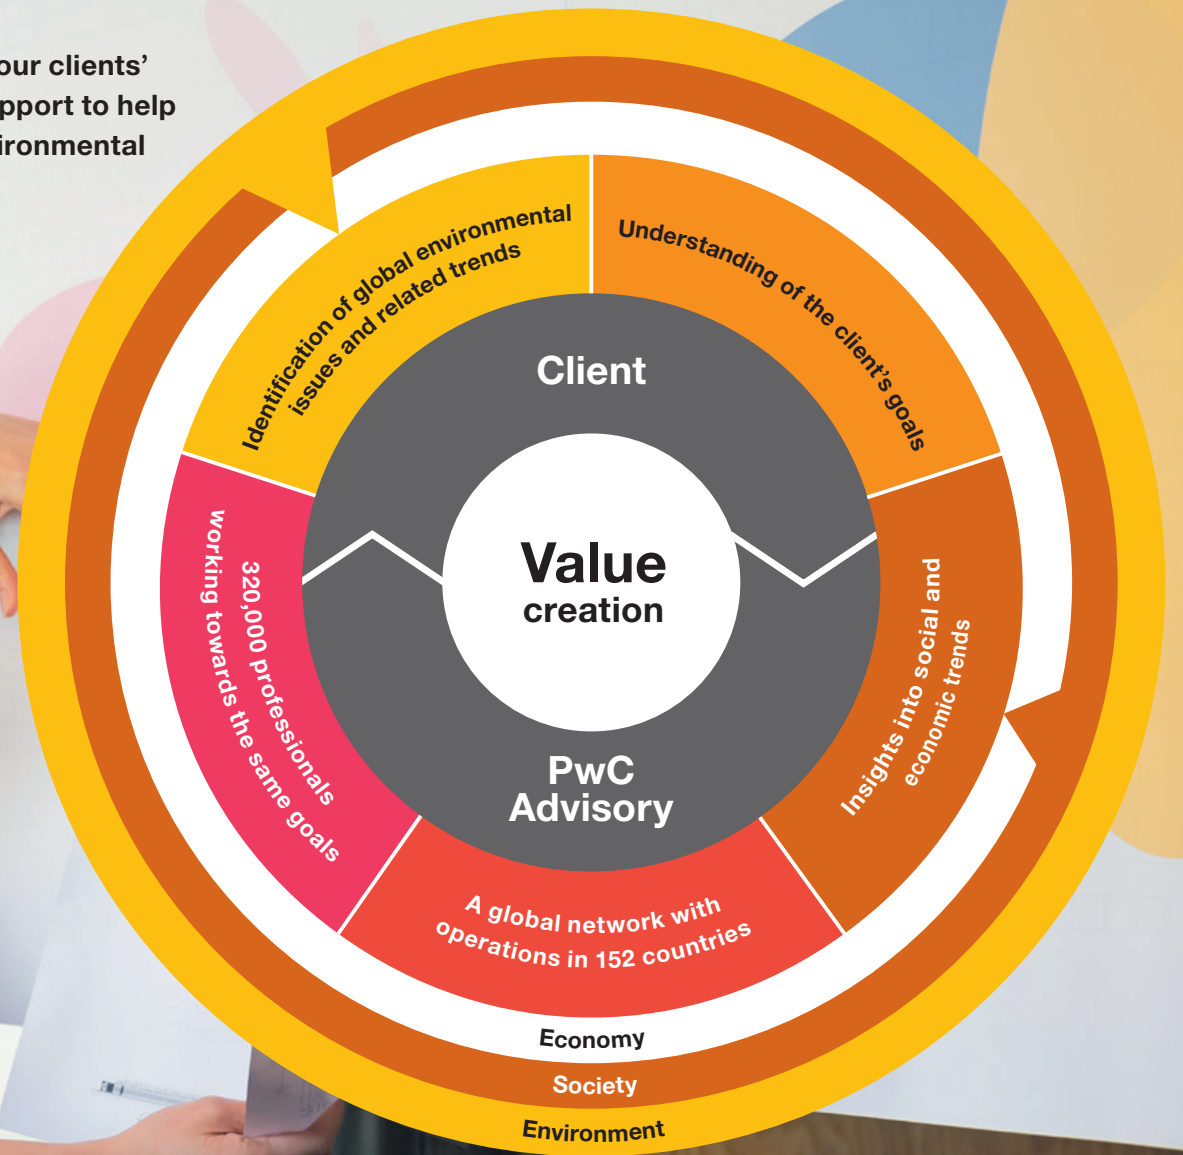 our clients'
pport to help
ironmental
Identification of global environmental
issues and related trends
Understanding of the client's goals
Client
Value
creation
320,000 professionals
working towards the same goals
Insights into social and
economic trends
PwC
Advisory
A global network with
operations in 152 countries
Economy
Society
Environment